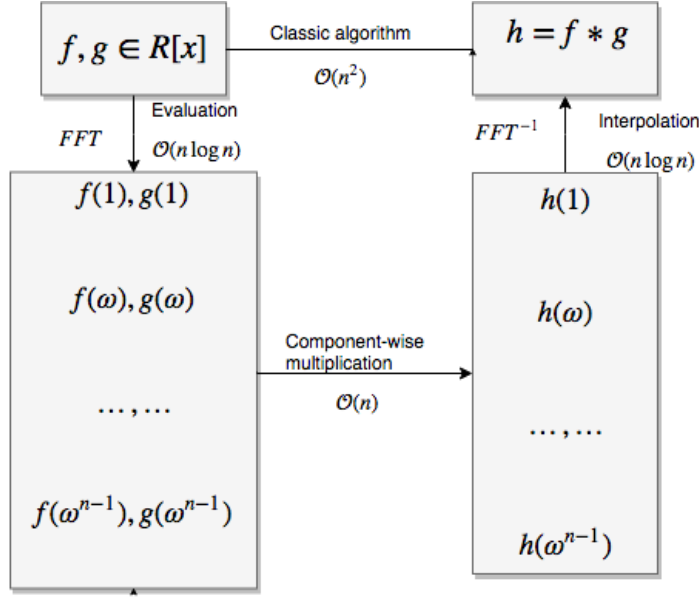 f, g ∈ R[x]
Classic algorithm
𝒪(n²)
h = f * g
FFT
Evaluation
𝒪(n log n)
FFT⁻¹
Interpolation
𝒪(n log n)
f(1), g(1)
f(ω), g(ω)
…, …
f(ωⁿ⁻¹), g(ωⁿ⁻¹)
Component-wise
multiplication
𝒪(n)
h(1)
h(ω)
…, …
h(ωⁿ⁻¹)